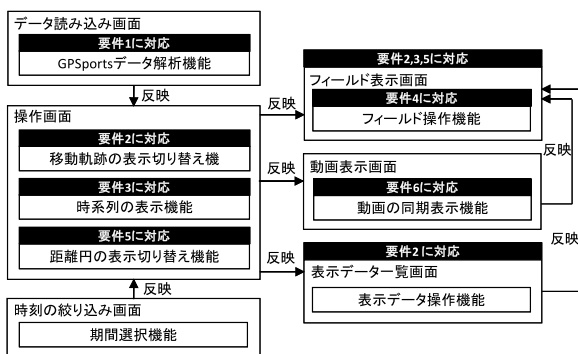 データ読み込み画面
要件1に対応
GPSportsデータ解析機能
反映
操作画面
要件2に対応
移動軌跡の表示切り替え機
要件3に対応
時系列の表示機能
要件5に対応
距離円の表示切り替え機能
反映
時刻の絞り込み画面
期間選択機能
反映
要件2,3,5に対応
フィールド表示画面
要件4に対応
フィールド操作機能
反映
反映
動画表示画面
要件6に対応
動画の同期表示機能
反映
反映
要件2に対応
表示データ一覧画面
表示データ操作機能